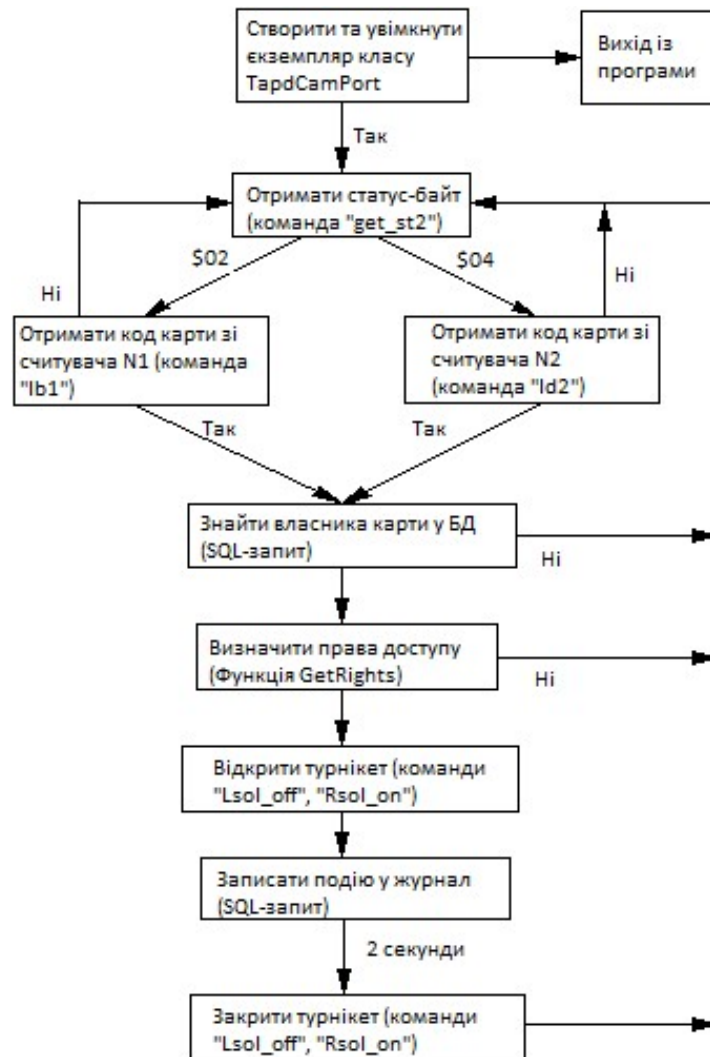 Створити та увімкнути
єкземпляр класу
TapdCamPort
Вихід із
програми
Так
Отримати статус-байт
(команда "get_st2")
$02
$04
Ні
Ні
Отримати код карти зі
считувача N1 (команда
"Ib1")
Отримати код карти зі
считувача N2
(команда "Id2")
Так
Так
Знайти власника карти у БД
(SQL-запит)
Ні
Визначити права доступу
(Функція GetRights)
Ні
Відкрити турнікет (команди
"Lsol_off", "Rsol_on")
Записати подію у журнал
(SQL-запит)
2 секунди
Закрити турнікет (команди
"Lsol_off", "Rsol_on")